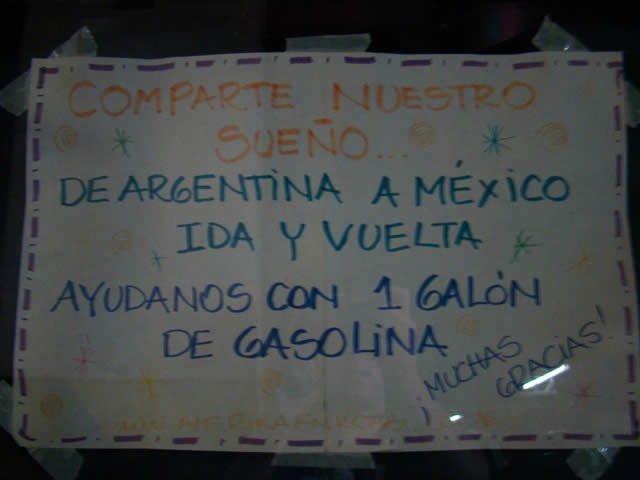 COMPARTE NUESTRO
SUEÑO...
DE ARGENTINA A MÉXICO
IDA Y VUELTA
AYUDANOS CON 1 GALÓN
DE GASOLINA
¡MUCHAS
GRACIAS!